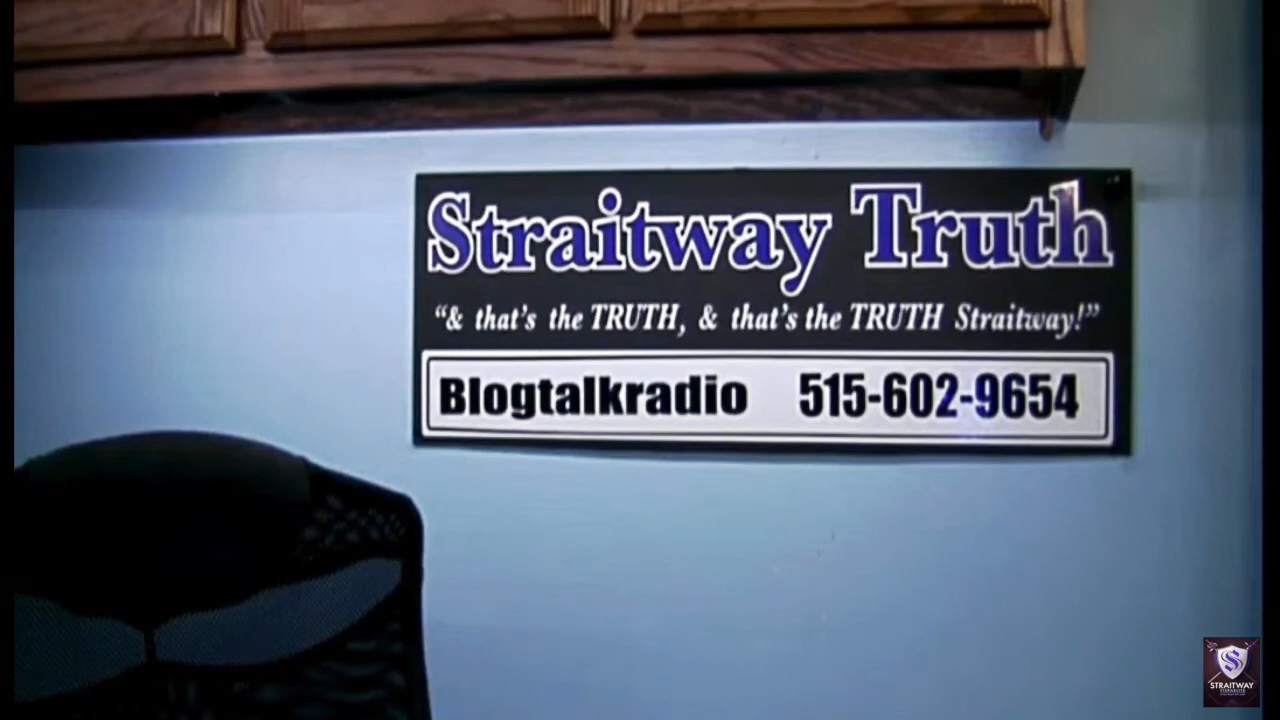 Straitway Truth
“& that’s the TRUTH, & that’s the TRUTH Straitway!”
Blogtalkradio 515-602-9654
S
STRAITWAY